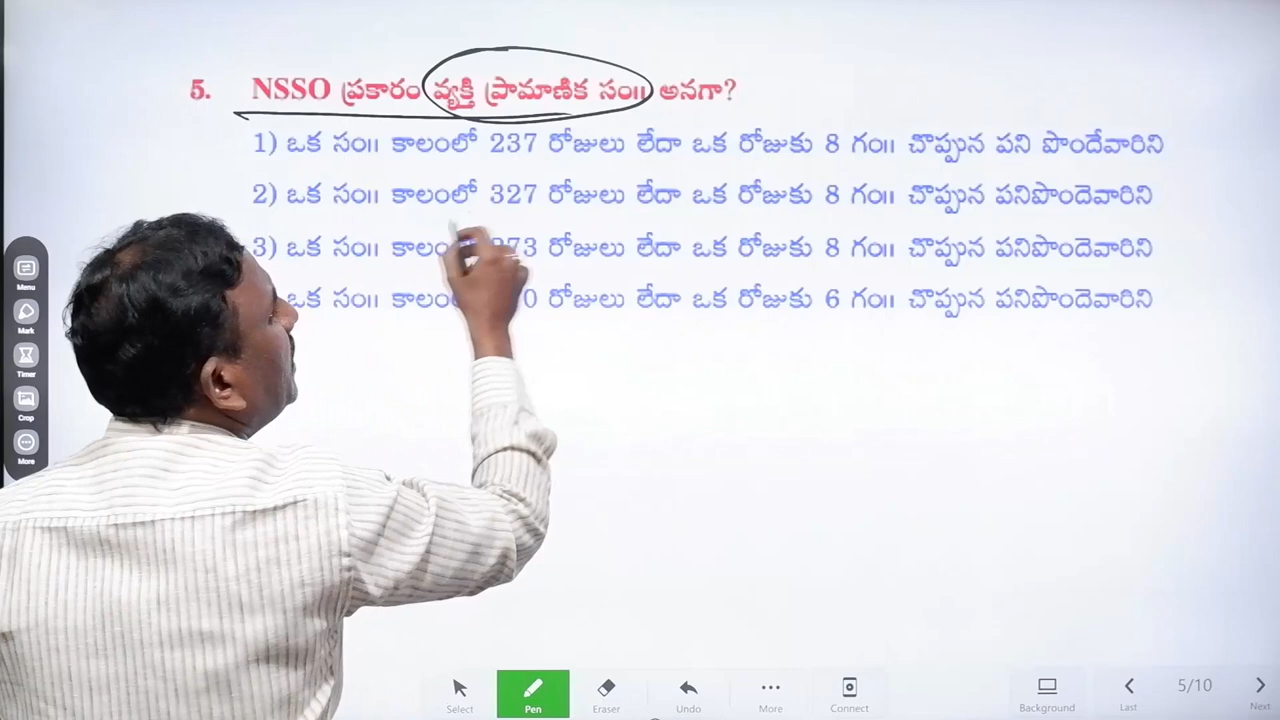 5. NSSO ప్రకారం వ్యక్తి ప్రామాణిక సం॥ అనగా?
1) ఒక సం॥ కాలంలో 237 రోజులు లేదా ఒక రోజుకు 8 గం॥ చొప్పున పని పొందేవారిని
2) ఒక సం॥ కాలంలో 327 రోజులు లేదా ఒక రోజుకు 8 గం॥ చొప్పున పనిపొందెవారిని
3) ఒక సం॥ రోజులు లేదా ఒక రోజుకు 8 గం॥ చొప్పున పనిపొందెవారిని
ఒక సం॥ రోజులు లేదా ఒక రోజుకు 6 గం॥ చొప్పున పనిపొందెవారిని
Menu
Mark
Timer
Crop
More
Select
Pen
Eraser
Undo
More
Connect
Background
Last
5/10
Next